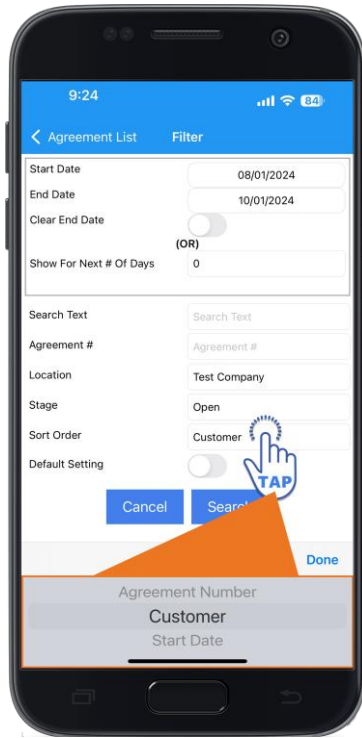 9:24
84
Agreement List Filter
Start Date 08/01/2024
End Date 10/01/2024
Clear End Date
(OR)
Show For Next # Of Days 0
Search Text Search Text
Agreement # Agreement #
Location Test Company
Stage Open
Sort Order Customer
TAP
Default Setting
Cancel Search
Done
Agreement Number
Customer
Start Date